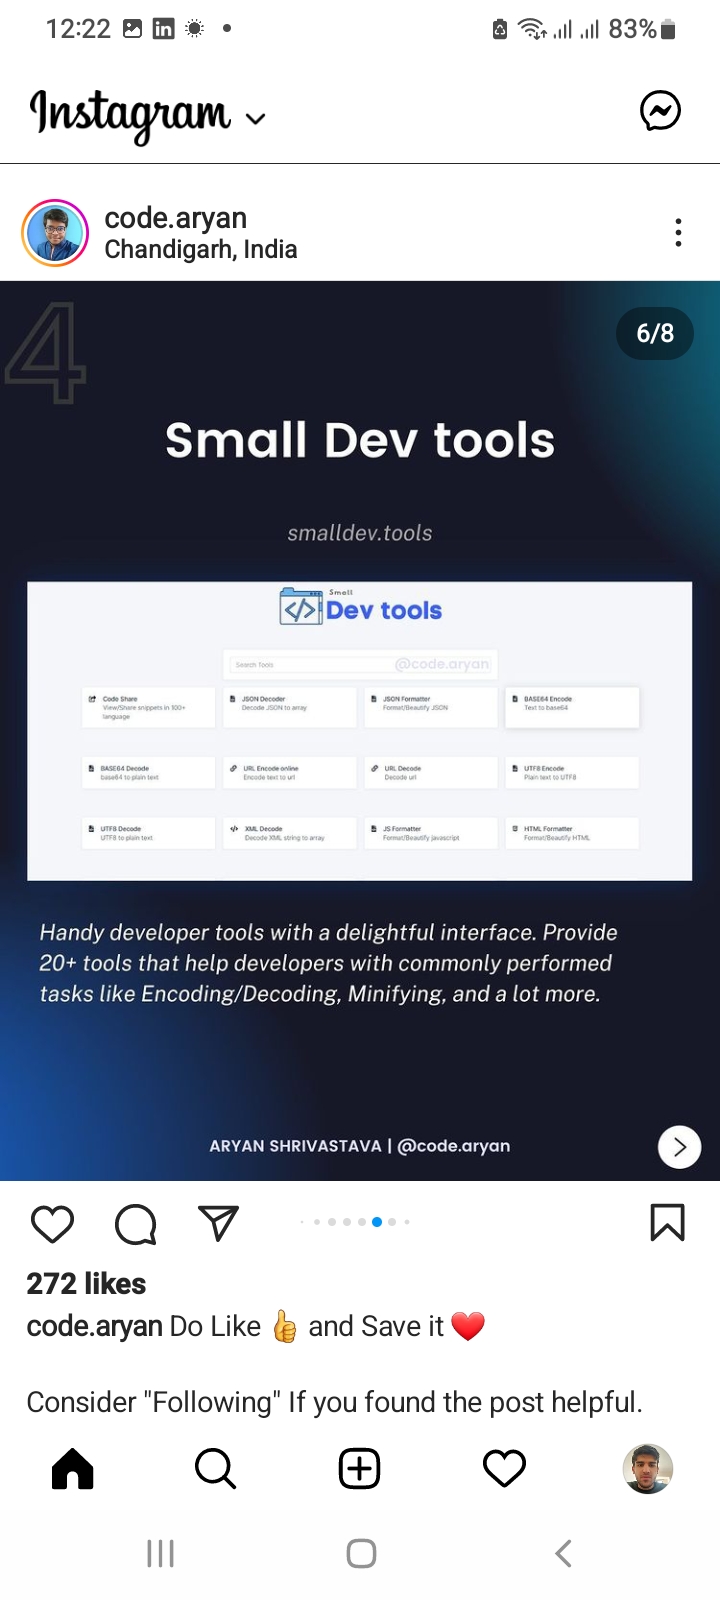 12:22
83%
Instagram
code.aryan
Chandigarh, India
4
6/8
Small Dev tools
smalldev.tools
Small
Dev tools
Search Tools
@code.aryan
Code Share
View/Share snippets in 100+
language
JSON Decoder
Decode JSON to array
JSON Formatter
Format/Beautify JSON
BASE64 Encode
Text to base64
BASE64 Decode
base64 to plain text
URL Encode online
Encode text to url
URL Decode
Decode url
UTF8 Encode
Plain text to UTF8
UTF8 Decode
UTF8 to plain text
XML Decode
Decode XML string to array
JS Formatter
Format/Beautify javascript
HTML Formatter
Format/Beautify HTML
Handy developer tools with a delightful interface. Provide
20+ tools that help developers with commonly performed
tasks like Encoding/Decoding, Minifying, and a lot more.
ARYAN SHRIVASTAVA | @code.aryan
272 likes
code.aryan Do Like 👍 and Save it ❤️
Consider "Following" If you found the post helpful.